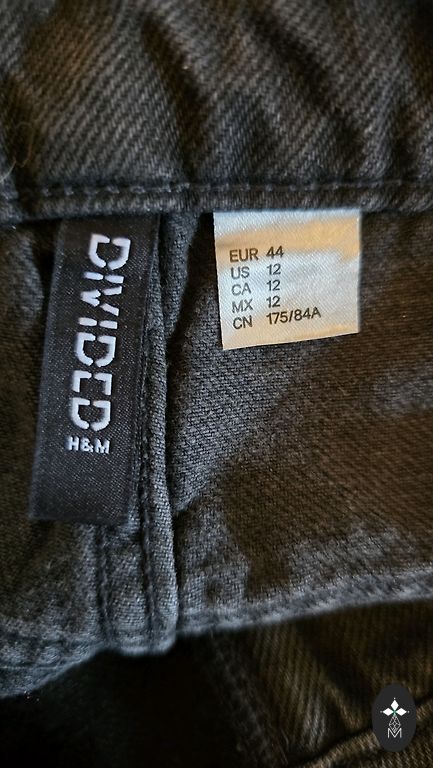 DIVIDED
H&M
EUR 44
US 12
CA 12
MX 12
CN 175/84A
M